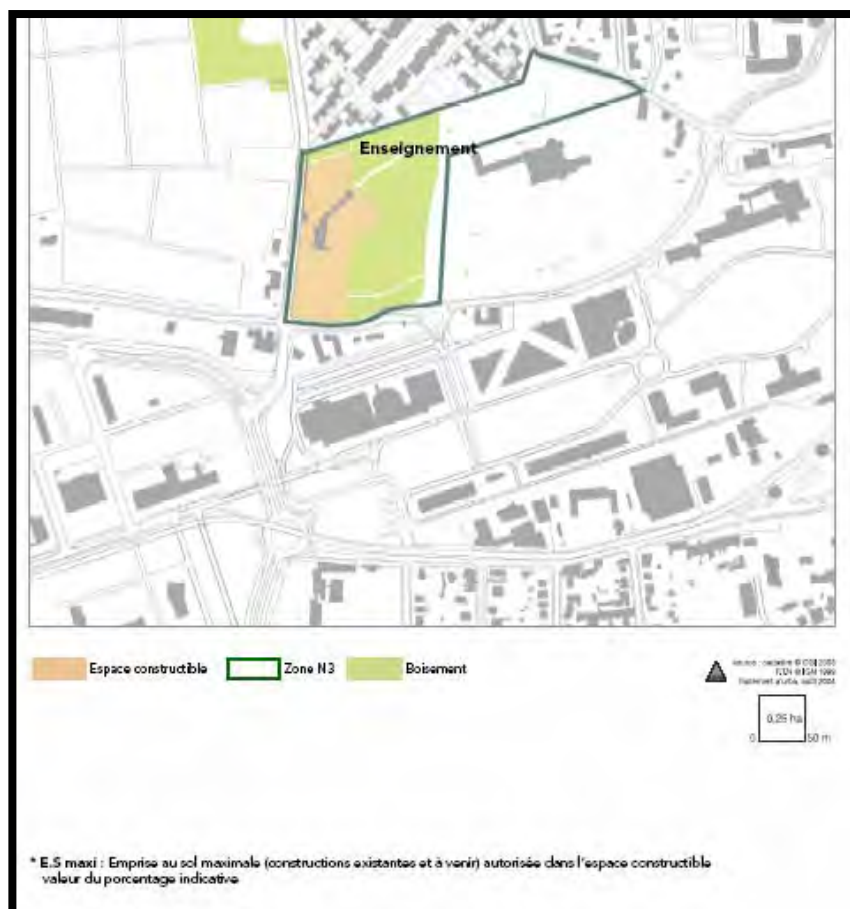 Enseignement
Espace constructible
Zone N3
Boisement
0,25 ha
0 50 m
* E.S maxi : Emprise au sol maximale (constructions existantes et à venir) autorisée dans l'espace constructible
valeur du porcentage indicative